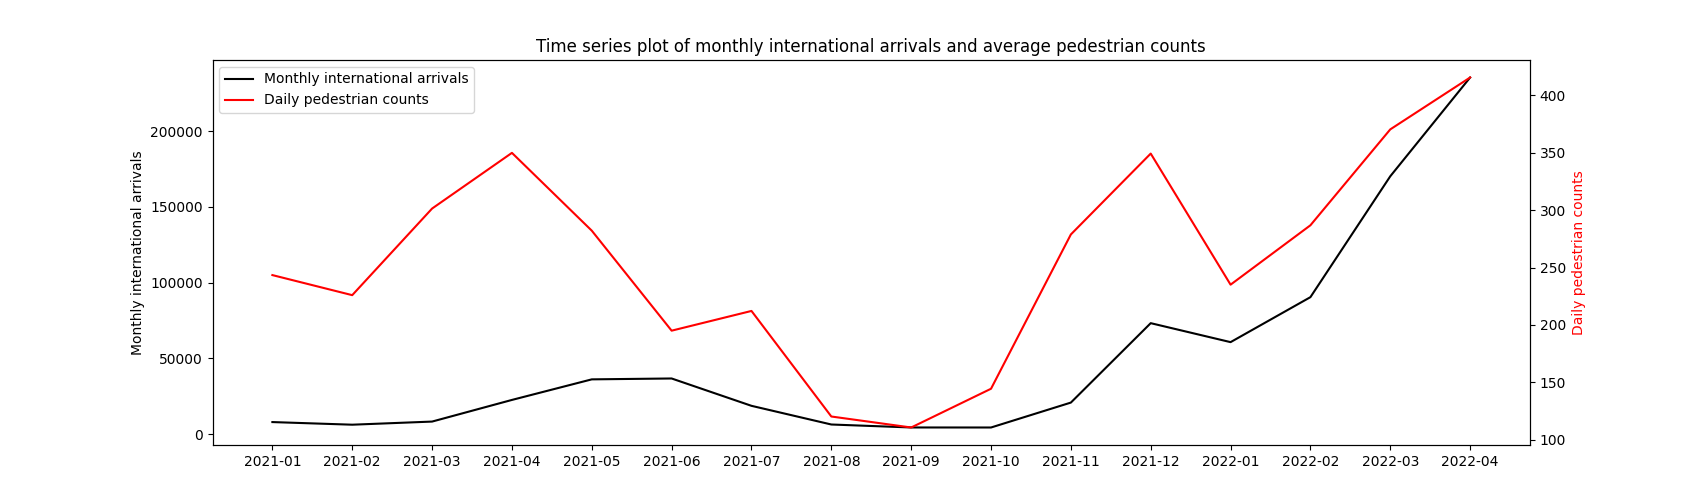 Time series plot of monthly international arrivals and average pedestrian counts
Monthly international arrivals
Daily pedestrian counts
Monthly international arrivals
200000
150000
100000
50000
0
400
350
300
250
200
150
100
Daily pedestrian counts
2021-01 2021-02 2021-03 2021-04 2021-05 2021-06 2021-07 2021-08 2021-09 2021-10 2021-11 2021-12 2022-01 2022-02 2022-03 2022-04